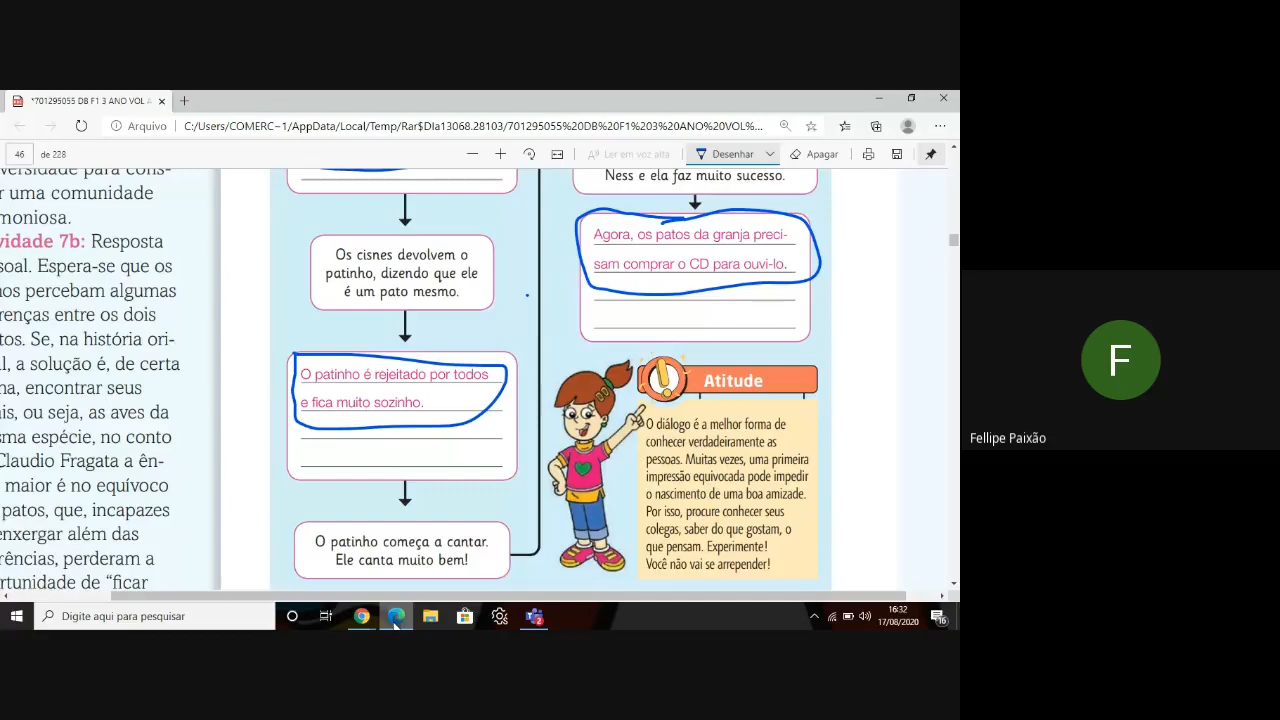 *701295055 DB F1 3 ANO VOL
Arquivo
C:/Users/COMERC~1/AppData/Local/Temp/Rar$DIa13068.28103/701295055%20DB%20F1%203%20ANO%20VOL%...
46 de 228
Ler em voz alta
Desenhar
Apagar
versidade para cons-
r uma comunidade
moniosa.
vidade 7b: Resposta
soal. Espera-se que os
nos percebam algumas
renças entre os dois
tos. Se, na história ori-
l, a solução é, de certa
ma, encontrar seus
is, ou seja, as aves da
sma espécie, no conto
Claudio Fragata a ên-
maior é no equívoco
patos, que, incapazes
enxergar além das
rências, perderam a
rtunidade de "ficar
Os cisnes devolvem o
patinho, dizendo que ele
é um pato mesmo.
O patinho é rejeitado por todos
e fica muito sozinho.
O patinho começa a cantar.
Ele canta muito bem!
Ness e ela faz muito sucesso.
Agora, os patos da granja preci-
sam comprar o CD para ouvi-lo.
Atitude
O diálogo é a melhor forma de
conhecer verdadeiramente as
pessoas. Muitas vezes, uma primeira
impressão equivocada pode impedir
o nascimento de uma boa amizade.
Por isso, procure conhecer seus
colegas, saber do que gostam, o
que pensam. Experimente!
Você não vai se arrepender!
Digite aqui para pesquisar
16:32
17/08/2020
16
F
Fellipe Paixão